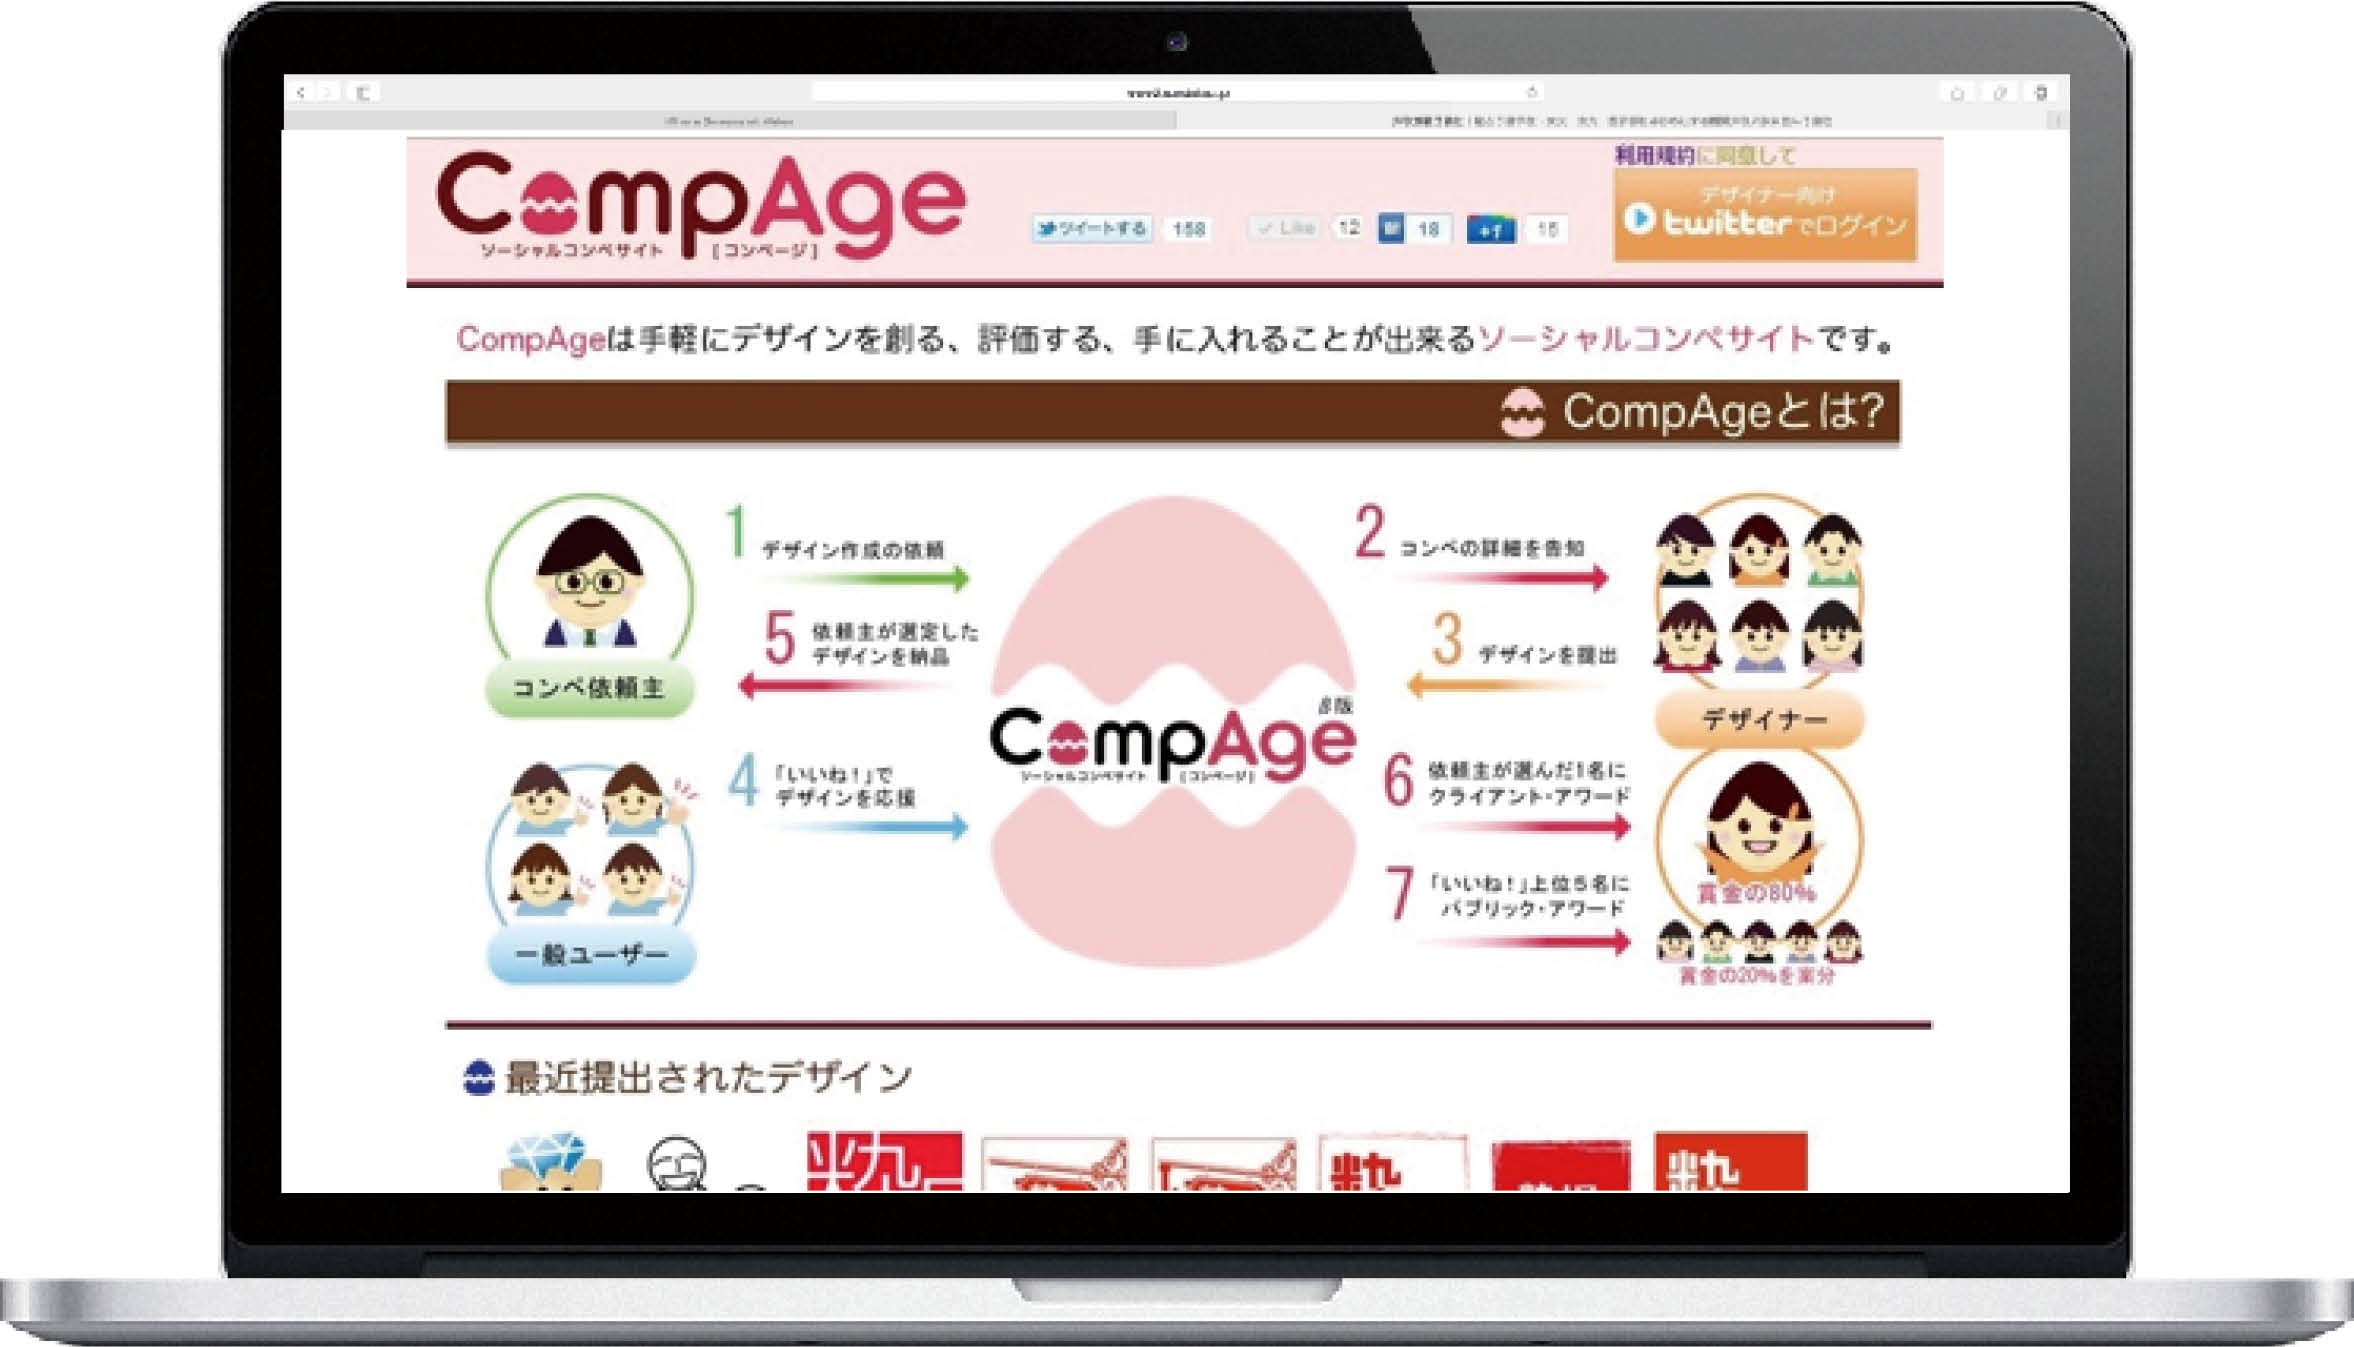 CompAge
ソーシャルコンペサイト [コンページ]
ツイートする 158 Like 12 18 +1 15
利用規約に同意して
デザイナー向け
twitterでログイン
CompAgeは手軽にデザインを創る、評価する、手に入れることが出来るソーシャルコンペサイトです。
CompAgeとは?
1 デザイン作成の依頼
2 コンペの詳細を告知
5 依頼主が選定した
デザインを納品
3 デザインを提出
コンペ依頼主
デザイナー
β版
CompAge
ソーシャルコンペサイト [コンページ]
4 「いいね!」で
デザインを応援
6 依頼主が選んだ1名に
クライアント・アワード
7 「いいね!」上位5名に
パブリック・アワード
賞金の80%
一般ユーザー
賞金の20%を案分
最近提出されたデザイン
粋
粋